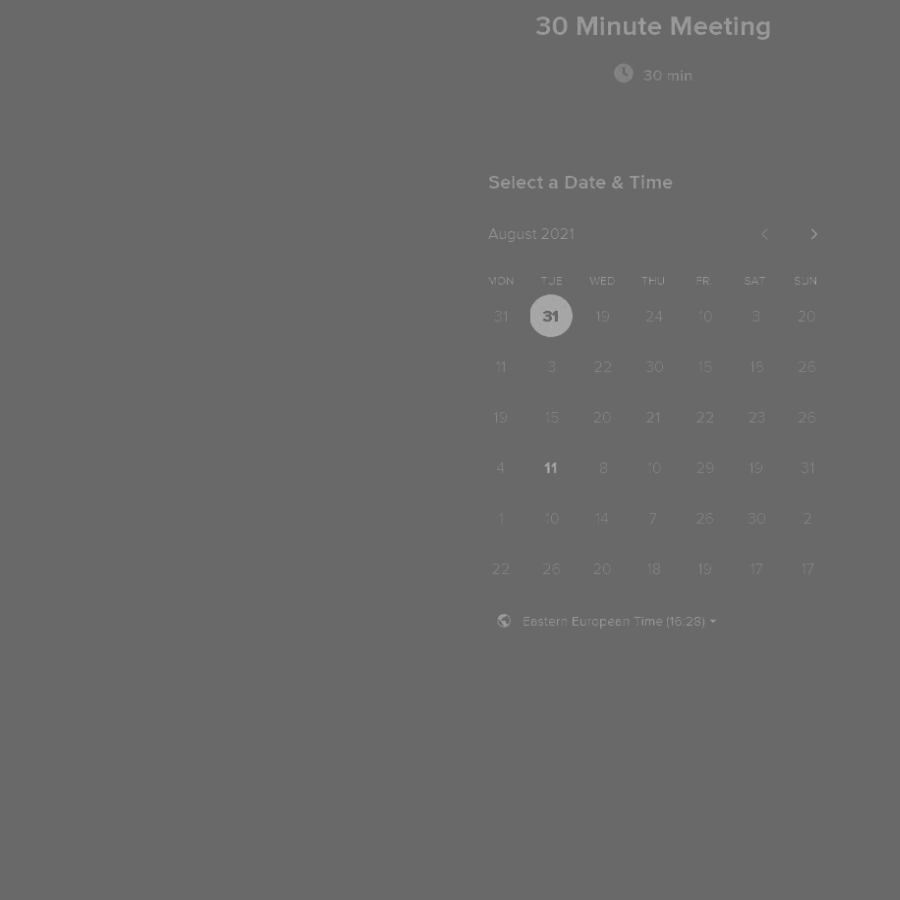 30 Minute Meeting
30 min
Select a Date & Time
August 2021
MON TUE WED THU FRI SAT SUN
31 31 19 24 10 3 20
11 3 22 30 15 16 26
19 15 20 21 22 23 26
4 11 8 10 29 19 31
1 10 14 7 26 30 2
22 26 20 18 19 17 17
Eastern European Time (16:28)